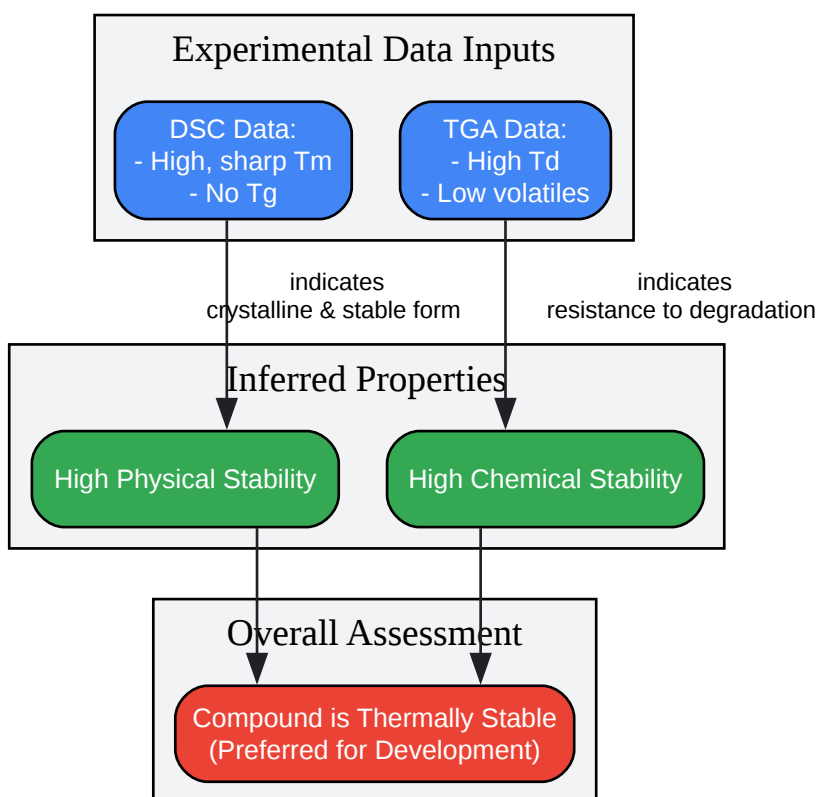 Experimental Data Inputs
DSC Data:
- High, sharp Tm
- No Tg
TGA Data:
- High Td
- Low volatiles
indicates
crystalline & stable form
indicates
resistance to degradation
Inferred Properties
High Physical Stability
High Chemical Stability
Overall Assessment
Compound is Thermally Stable
(Preferred for Development)